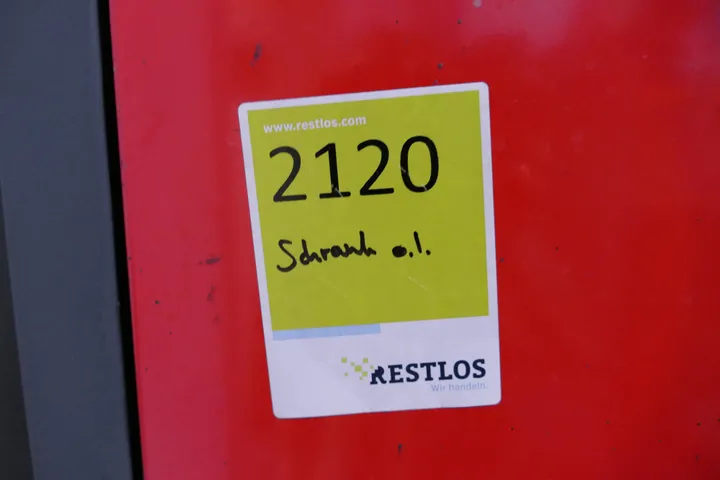 www.restlos.com
2120
Schrank o.l.
RESTLOS
Wir handeln.